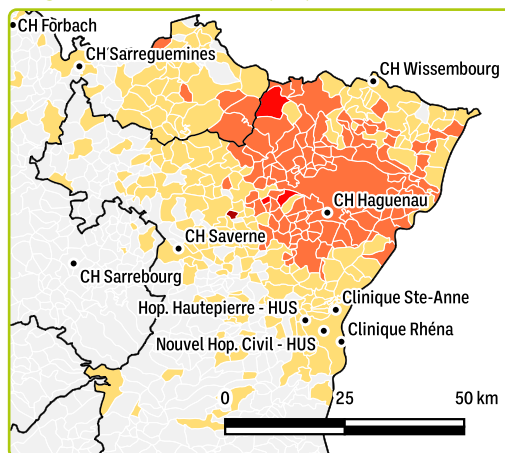 CH Forbach
CH Sarreguemines
CH Wissembourg
CH Haguenau
CH Saverne
CH Sarrebourg
Clinique Ste-Anne
Hop. Hautepierre - HUS
Clinique Rhéna
Nouvel Hop. Civil - HUS
0 25 50 km